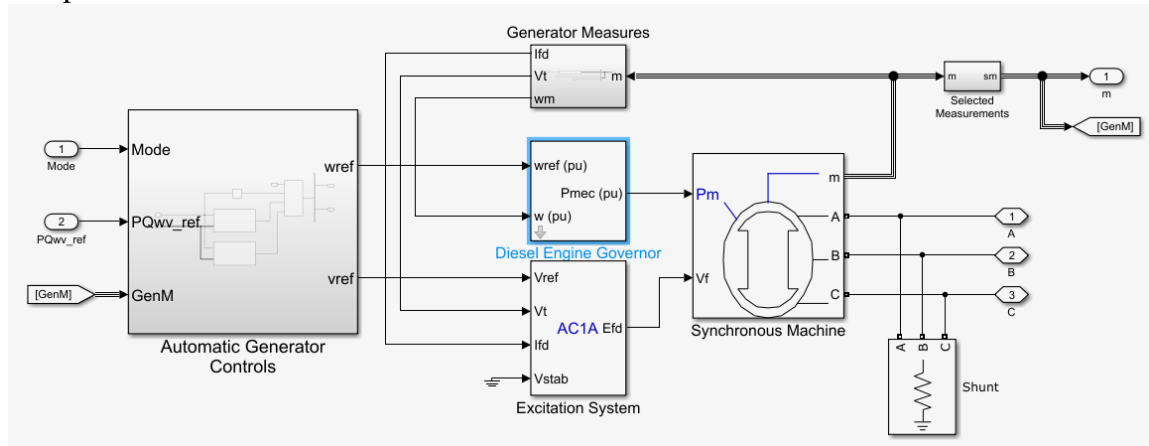 Generator Measures
Ifd
Vt
wm
m
m
sm
Selected
Measurements
1
m
[GenM]
1
Mode
2
PQwv_ref
[GenM]
Mode
PQwv_ref
GenM
wref
vref
Automatic Generator
Controls
wref (pu)
Pmec (pu)
w (pu)
Diesel Engine Governor
Vref
Vt
AC1A
Efd
Ifd
Vstab
Excitation System
Pm
Vf
m
A
B
C
Synchronous Machine
1
A
2
B
3
C
A
B
C
Shunt